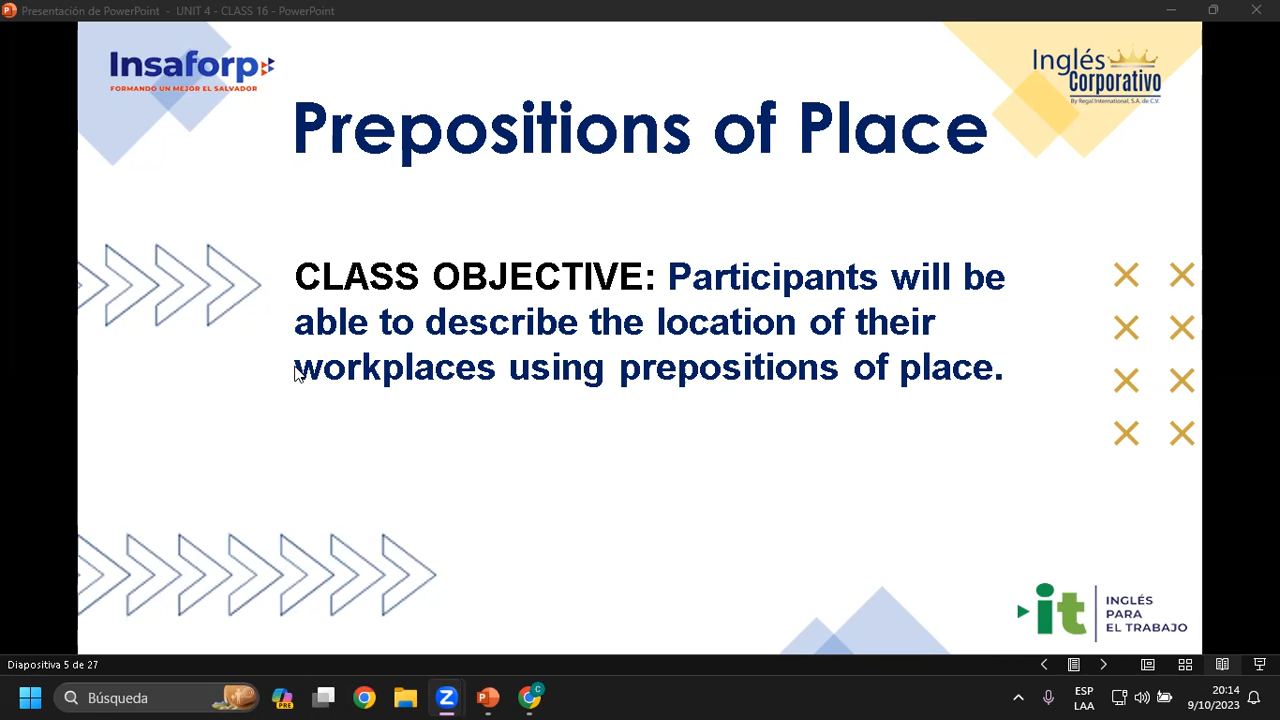 Presentación de PowerPoint - UNIT 4 - CLASS 16 - PowerPoint
Insaforp
FORMANDO UN MEJOR EL SALVADOR
Inglés
Corporativo
By Regal International, S.A. de C.V.
Prepositions of Place
CLASS OBJECTIVE: Participants will be
able to describe the location of their
workplaces using prepositions of place.
it
INGLÉS
PARA
EL TRABAJO
Diapositiva 5 de 27
Búsqueda
PRE
Z
P
C
ESP
LAA
20:14
9/10/2023